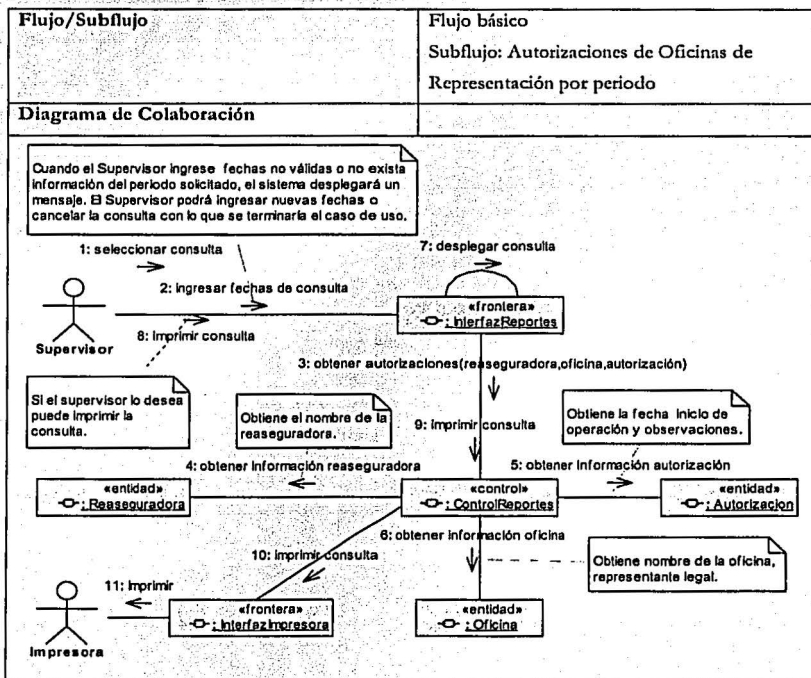 Flujo/Subflujo
Flujo básico
Subflujo: Autorizaciones de Oficinas de
Representación por periodo
Diagrama de Colaboración
Cuando el Supervisor ingrese fechas no válidas o no exista
información del periodo solicitado, el sistema desplegará un
mensaje. El Supervisor podrá ingresar nuevas fechas o
cancelar la consulta con lo que se terminaría el caso de uso.
1: seleccionar consulta
7: desplegar consulta
2: ingresar fechas de consulta
«frontera»
: InterfazReportes
8: imprimir consulta
Supervisor
3: obtener autorizaciones(reaseguradora,oficina,autorización)
Si el supervisor lo desea
puede imprimir la
consulta.
Obtiene el nombre de la
reaseguradora.
Obtiene la fecha inicio de
operación y observaciones.
9: imprimir consulta
4: obtener información reaseguradora
5: obtener información autorización
«entidad»
: Reaseguradora
«control»
: ControlReportes
«entidad»
: Autorizacion
6: obtener información oficina
10: imprimir consulta
Obtiene nombre de la oficina,
representante legal.
11: imprimir
«frontera»
: InterfazImpresora
«entidad»
: Oficina
Impresora